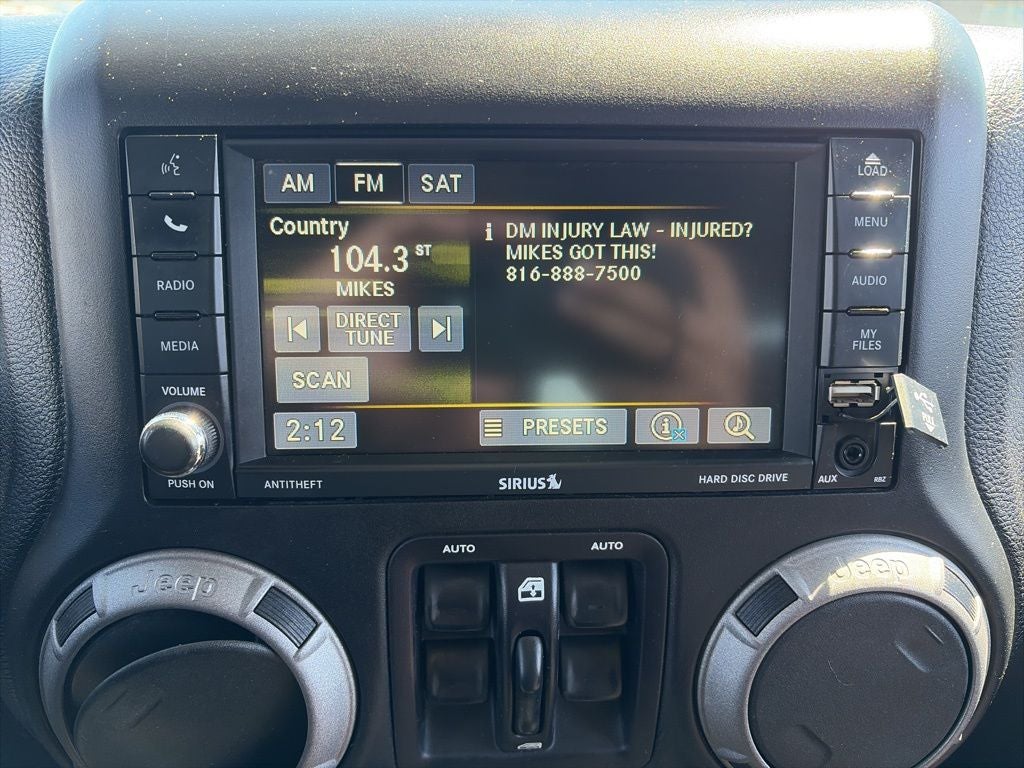 AM FM SAT
LOAD
Country
104.3 ST
MIKES
i DM INJURY LAW - INJURED?
MIKES GOT THIS!
816-888-7500
MENU
RADIO
AUDIO
DIRECT
TUNE
MEDIA
MY
FILES
SCAN
VOLUME
2:12
PRESETS
PUSH ON
ANTITHEFT
SIRIUS
HARD DISC DRIVE
AUX
RBZ
AUTO
AUTO
Jeep
Jeep